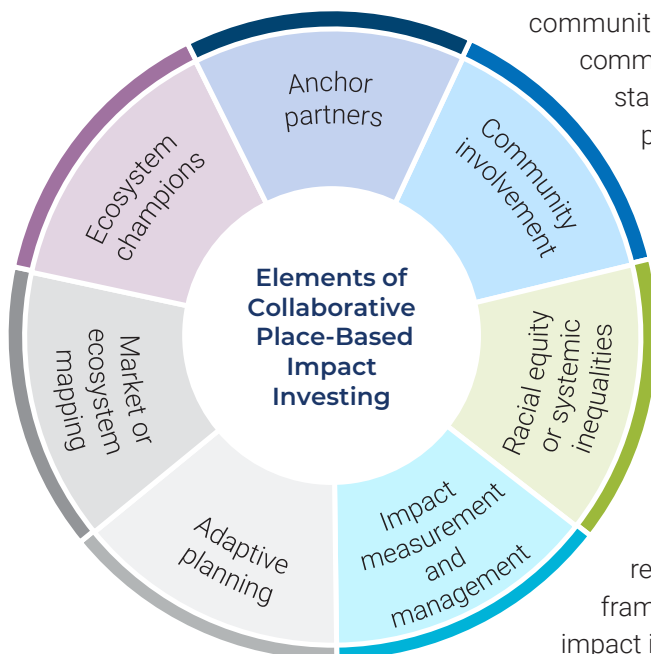 Anchor
partners
Community
involvement
Racial equity
or systemic
inequalities
Impact
measurement
and
management
Adaptive
planning
Market or
ecosystem
mapping
Ecosystem
champions
Elements of
Collaborative
Place-Based
Impact
Investing
communit
comm
sta
p
re
fram
impact i